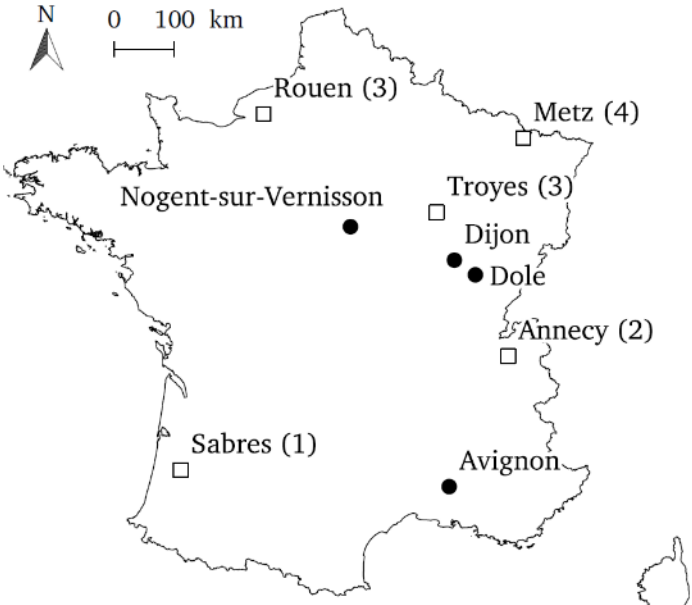 N
0 100 km
Rouen (3)
Metz (4)
Troyes (3)
Nogent-sur-Vernisson
Dijon
Dole
Annecy (2)
Sabres (1)
Avignon